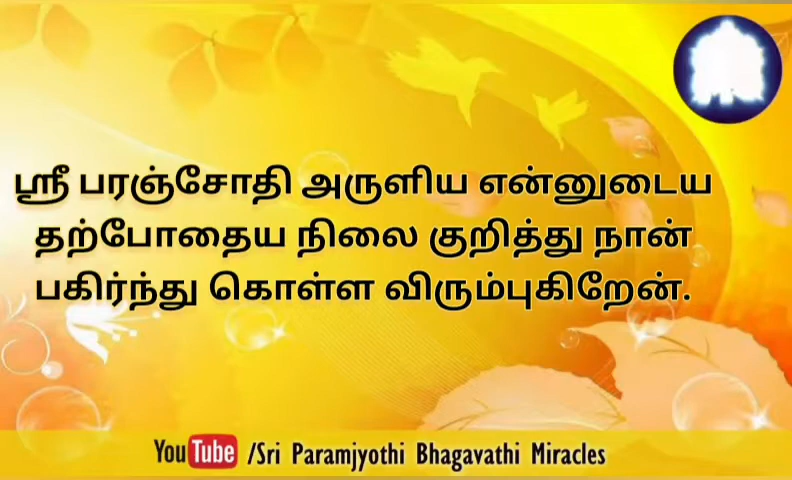 ஸ்ரீ பரஞ்சோதி அருளிய என்னுடைய
தற்போதைய நிலை குறித்து நான்
பகிர்ந்து கொள்ள விரும்புகிறேன்.
YouTube /Sri Paramjyothi Bhagavathi Miracles